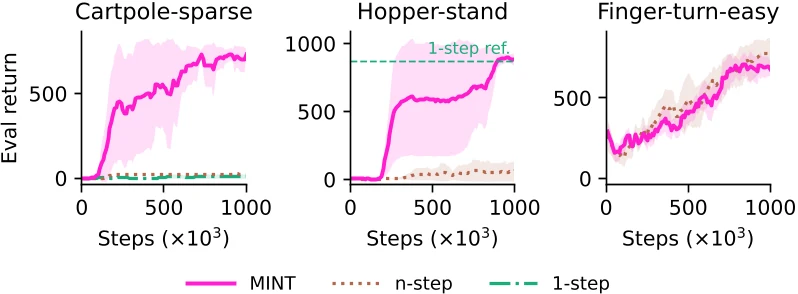 Cartpole-sparse Hopper-stand Finger-turn-easy
Eval return
500
0
0 500 1000
Steps (×10³)
1000
500
0
1-step ref.
0 500 1000
Steps (×10³)
500
0
0 500 1000
Steps (×10³)
MINT n-step 1-step